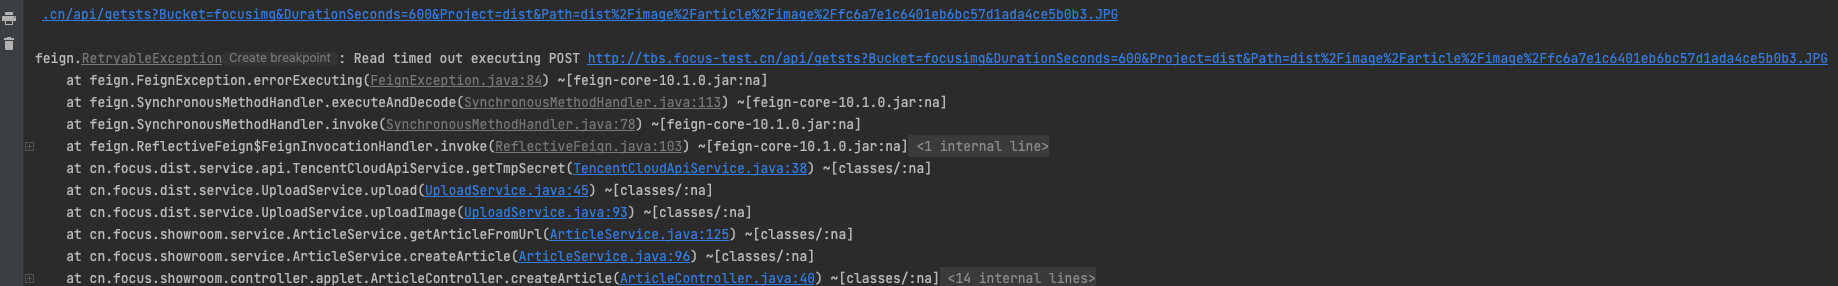 .cn/api/getsts?Bucket=focusimg&DurationSeconds=600&Project=dist&Path=dist%2Fimage%2Farticle%2Fimage%2Ffc6a7e1c6401eb6bc57d1ada4ce5b0b3.JPG
feign.RetryableException Create breakpoint : Read timed out executing POST http://tbs.focus-test.cn/api/getsts?Bucket=focusimg&DurationSeconds=600&Project=dist&Path=dist%2Fimage%2Farticle%2Fimage%2Ffc6a7e1c6401eb6bc57d1ada4ce5b0b3.JPG
at feign.FeignException.errorExecuting(FeignException.java:84) ~[feign-core-10.1.0.jar:na]
at feign.SynchronousMethodHandler.executeAndDecode(SynchronousMethodHandler.java:113) ~[feign-core-10.1.0.jar:na]
at feign.SynchronousMethodHandler.invoke(SynchronousMethodHandler.java:78) ~[feign-core-10.1.0.jar:na]
at feign.ReflectiveFeign$FeignInvocationHandler.invoke(ReflectiveFeign.java:103) ~[feign-core-10.1.0.jar:na] <1 internal line>
at cn.focus.dist.service.api.TencentCloudApiService.getTmpSecret(TencentCloudApiService.java:38) ~[classes/:na]
at cn.focus.dist.service.UploadService.upload(UploadService.java:45) ~[classes/:na]
at cn.focus.dist.service.UploadService.uploadImage(UploadService.java:93) ~[classes/:na]
at cn.focus.showroom.service.ArticleService.getArticleFromUrl(ArticleService.java:125) ~[classes/:na]
at cn.focus.showroom.service.ArticleService.createArticle(ArticleService.java:96) ~[classes/:na]
at cn.focus.showroom.controller.applet.ArticleController.createArticle(ArticleController.java:40) ~[classes/:na] <14 internal lines>